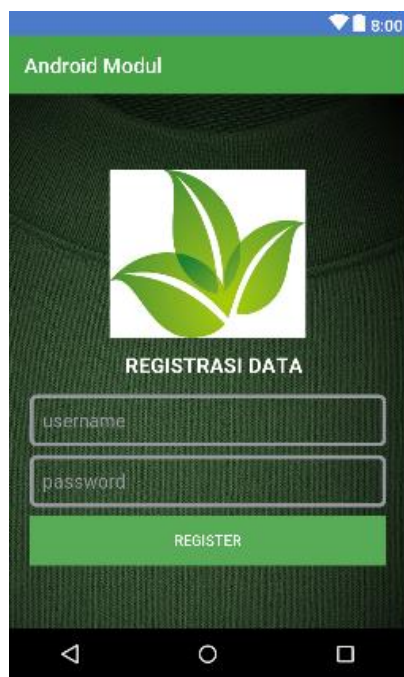 8:00
Android Modul
REGISTRASI DATA
username
password
REGISTER